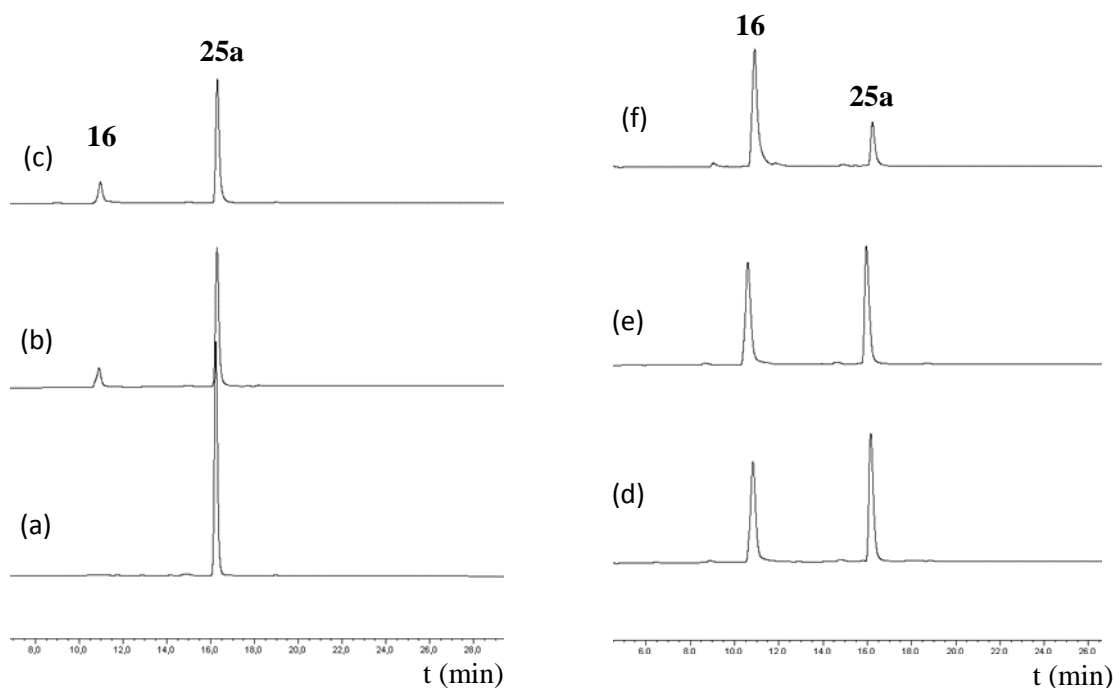 25a
16
(c)
(b)
(a)
8,0 10,0 12,0 14,0 16,0 18,0 20,0 22,0 24,0 26,0 28,0
t (min)
16
25a
(f)
(e)
(d)
6.0 8.0 10.0 12.0 14.0 16.0 18.0 20.0 22.0 24.0 26.0
t (min)